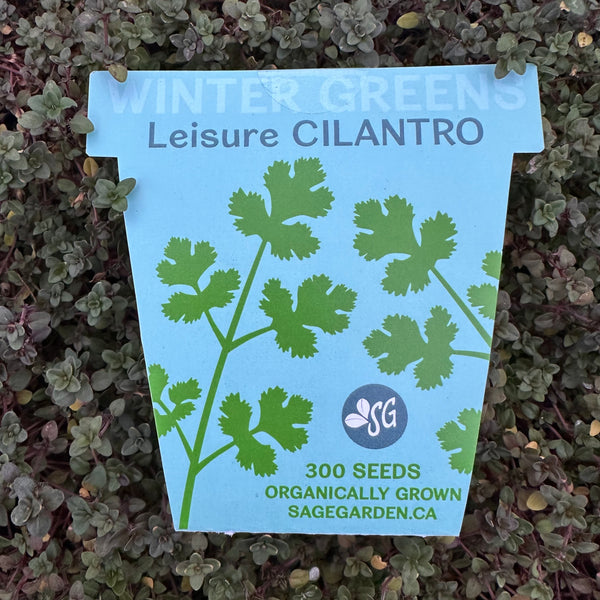 WINTER GREENS
Leisure CILANTRO
SG
300 SEEDS
ORGANICALLY GROWN
SAGEGARDEN.CA